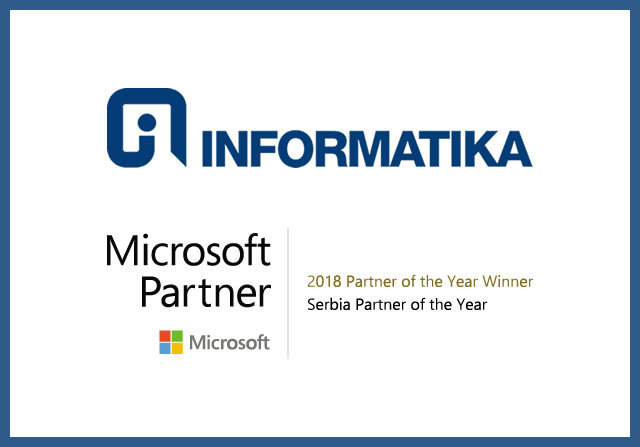 INFORMATIKA
Microsoft
Partner
Microsoft
2018 Partner of the Year Winner
Serbia Partner of the Year